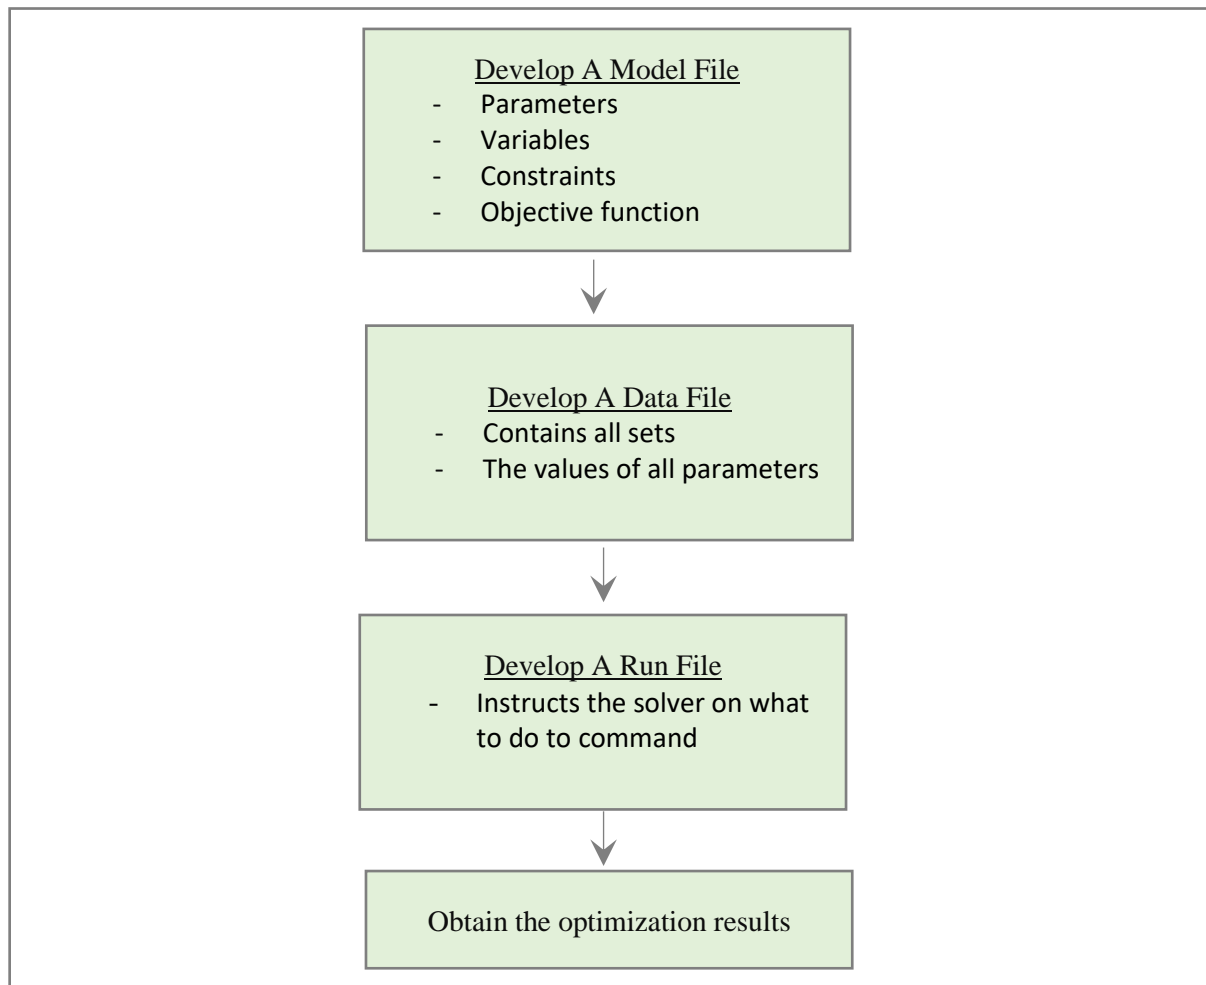 Develop A Model File
- Parameters
- Variables
- Constraints
- Objective function
Develop A Data File
- Contains all sets
- The values of all parameters
Develop A Run File
- Instructs the solver on what
to do to command
Obtain the optimization results